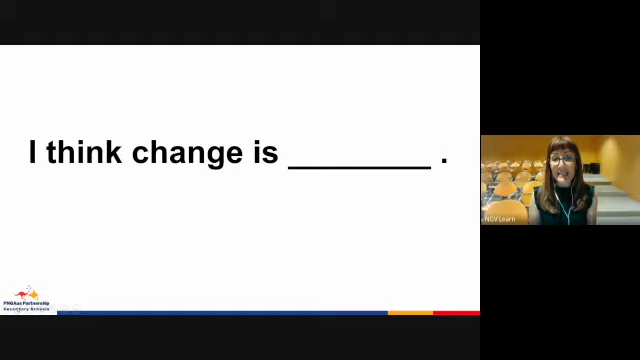 I think change is ________ .
NGV Learn
PNGAus Partnership
Secondary Schools